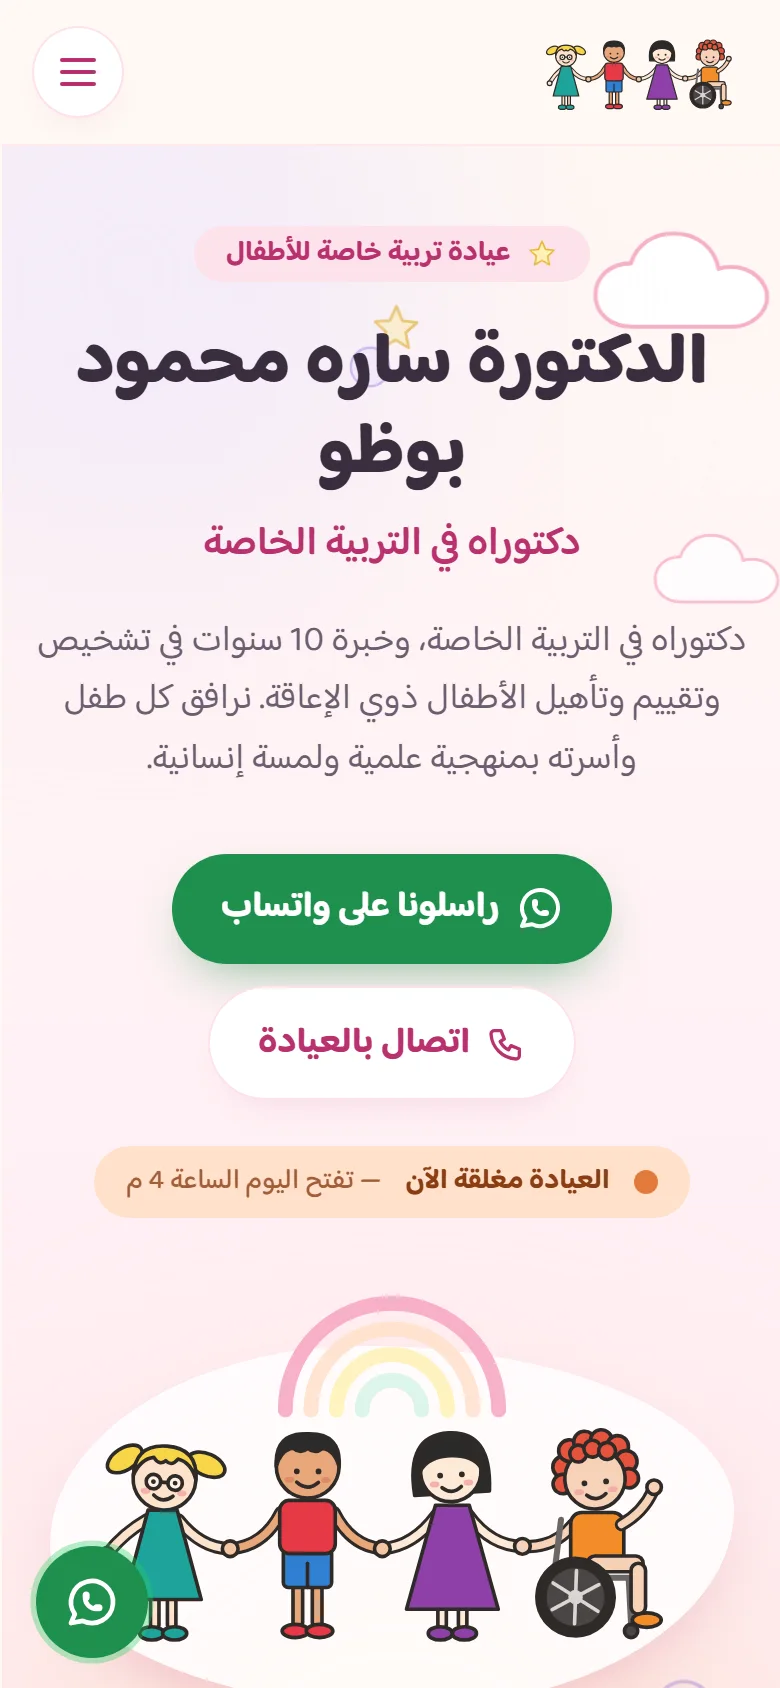 عيادة تربية خاصة للأطفال
الدكتورة ساره محمود
بوظو
دكتوراه في التربية الخاصة
دكتوراه في التربية الخاصة، وخبرة 10 سنوات في تشخيص
وتقييم وتأهيل الأطفال ذوي الإعاقة. نرافق كل طفل
وأسرته بمنهجية علمية ولمسة إنسانية.
راسلونا على واتساب
اتصال بالعيادة
العيادة مغلقة الآن — تفتح اليوم الساعة 4 م